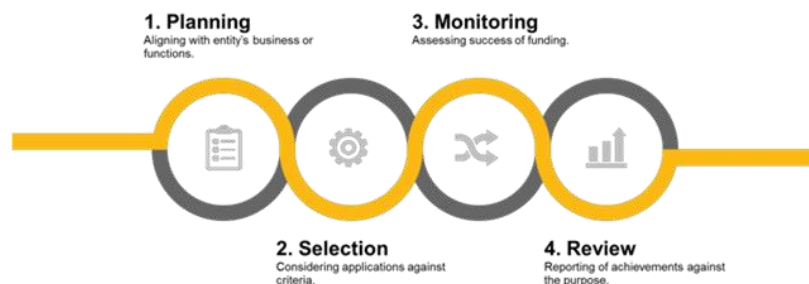 1. Planning
Aligning with entity's business or
functions.
2. Selection
Considering applications against
criteria.
3. Monitoring
Assessing success of funding.
4. Review
Reporting of achievements against
the purpose.